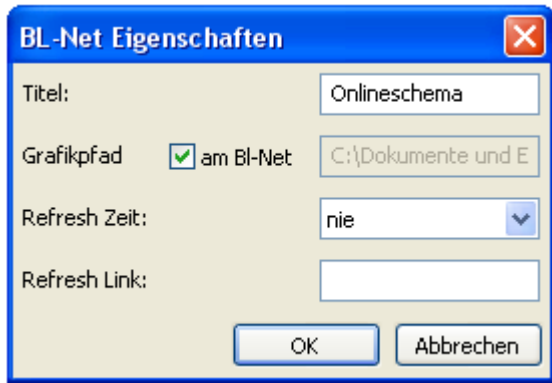 BL-Net Eigenschaften
Titel: Onlineschema
Grafikpfad am Bl-Net C:\Dokumente und E
Refresh Zeit: nie
Refresh Link:
OK Abbrechen